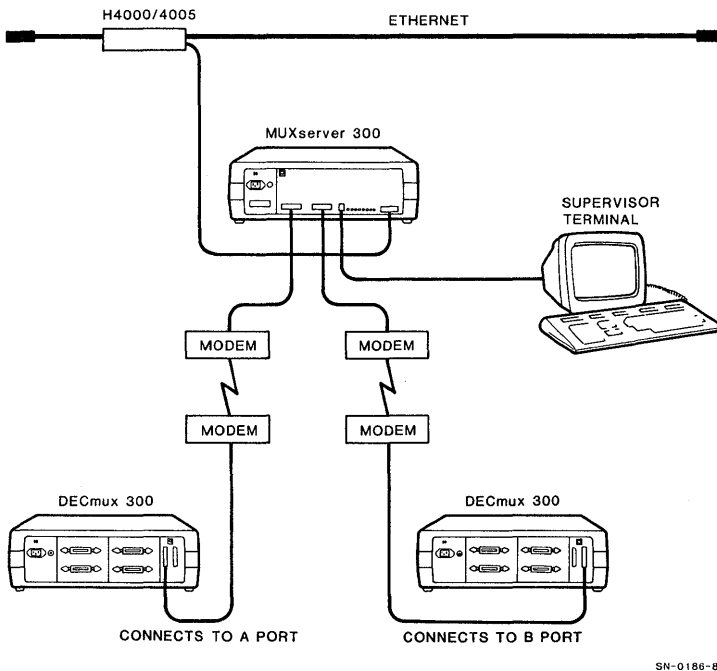 H4000/4005
ETHERNET
MUXserver 300
SUPERVISOR
TERMINAL
MODEM
MODEM
MODEM
MODEM
DECmux 300
DECmux 300
CONNECTS TO A PORT
CONNECTS TO B PORT
SN-0186-8